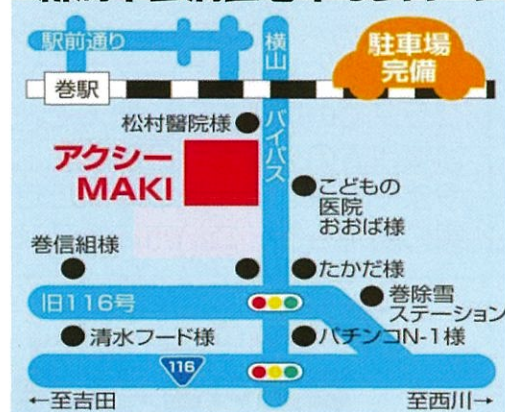 駅前通り
横山
バイパス
駐車場
完備
巻駅
松村醫院様
アクシー
MAKI
こどもの
医院
おおば様
巻信組様
たかだ様
旧116号
巻除雪
ステーション
清水フード様
パチンコN-1様
116
←至吉田
至西川→